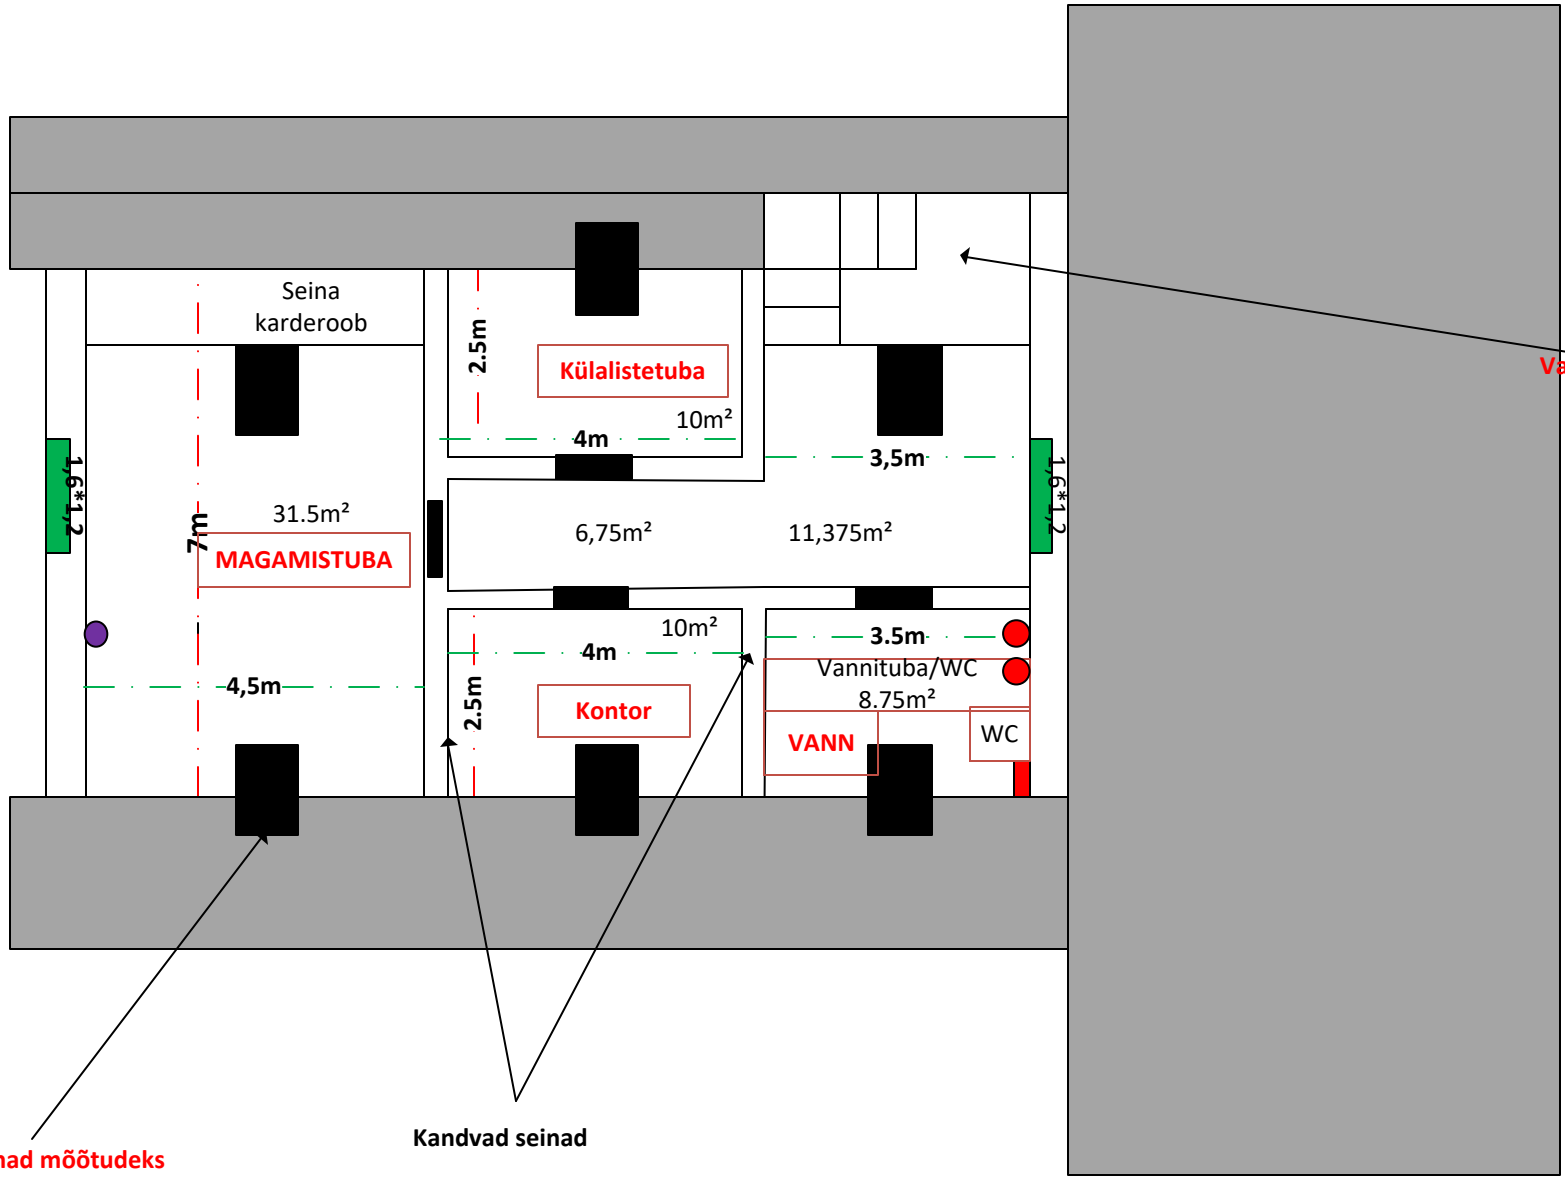 Seina
karderoob
2.5m
Külalistetuba
10m²
4m
3,5m
1,6*1,2
1,6*1,2
7m
31.5m²
MAGAMISTUBA
6,75m²
11,375m²
10m²
4m
3.5m
Vannituba/WC
8.75m²
4,5m
2.5m
Kontor
VANN
WC
Kandvad seinad
mõõtudeks